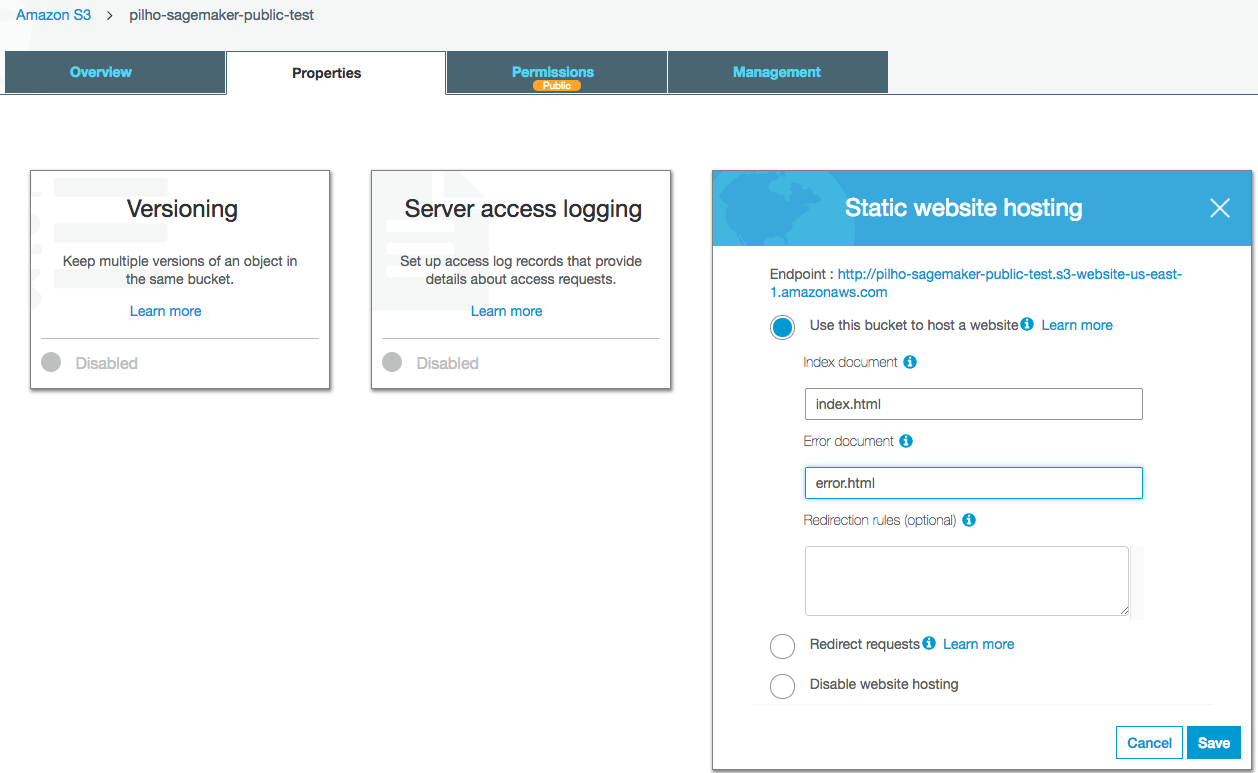 Amazon S3 > pilho-sagemaker-public-test
Overview
Properties
Permissions
Public
Management
Versioning
Keep multiple versions of an object in
the same bucket.
Learn more
Disabled
Server access logging
Set up access log records that provide
details about access requests.
Learn more
Disabled
Static website hosting
Endpoint : http://pilho-sagemaker-public-test.s3-website-us-east-
1.amazonaws.com
Use this bucket to host a website Learn more
Index document
index.html
Error document
error.html
Redirection rules (optional)
Redirect requests Learn more
Disable website hosting
Cancel
Save